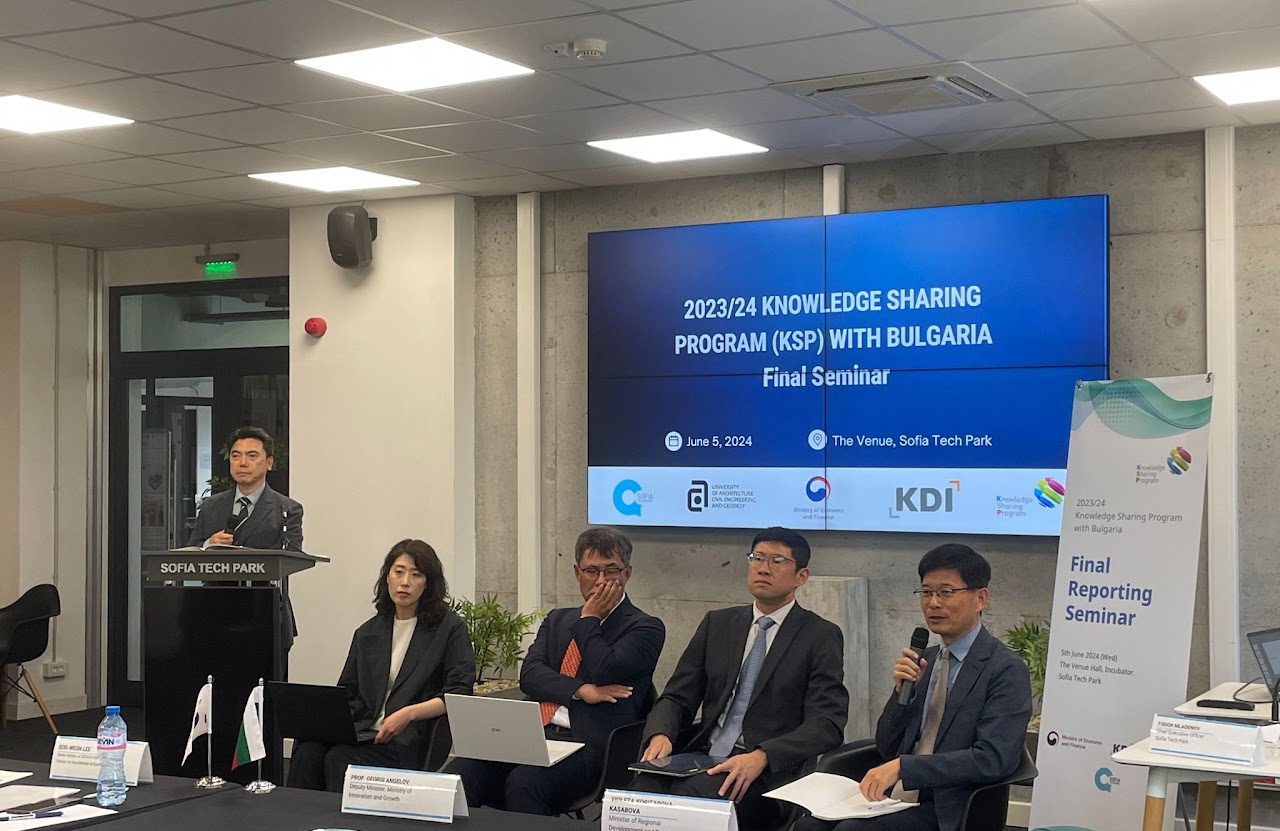 2023/24 KNOWLEDGE SHARING
PROGRAM (KSP) WITH BULGARIA
Final Seminar
June 5, 2024
The Venue, Sofia Tech Park
SOFIA
UNIVERSITY
OF ARCHITECTURE
CIVIL ENGINEERING
AND GEODESY
Ministry of Economy
and Finance
KDI
Knowledge
Sharing
Program
Knowledge
Sharing
Program
2023/24
Knowledge Sharing Program
with Bulgaria
Final
Reporting
Seminar
5th June 2024 (Wed)
The Venue Hall, Incubator,
Sofia Tech Park
Ministry of Economy
and Finance
SOFIA TECH PARK
DEVIN
PROF. GEORGI ANGELOV
Deputy Minister, Ministry of
Innovation and Growth
KASABOVA
Minister of Regional
TODOR MLADENOV
Chief Executive Officer
Sofia Tech Park